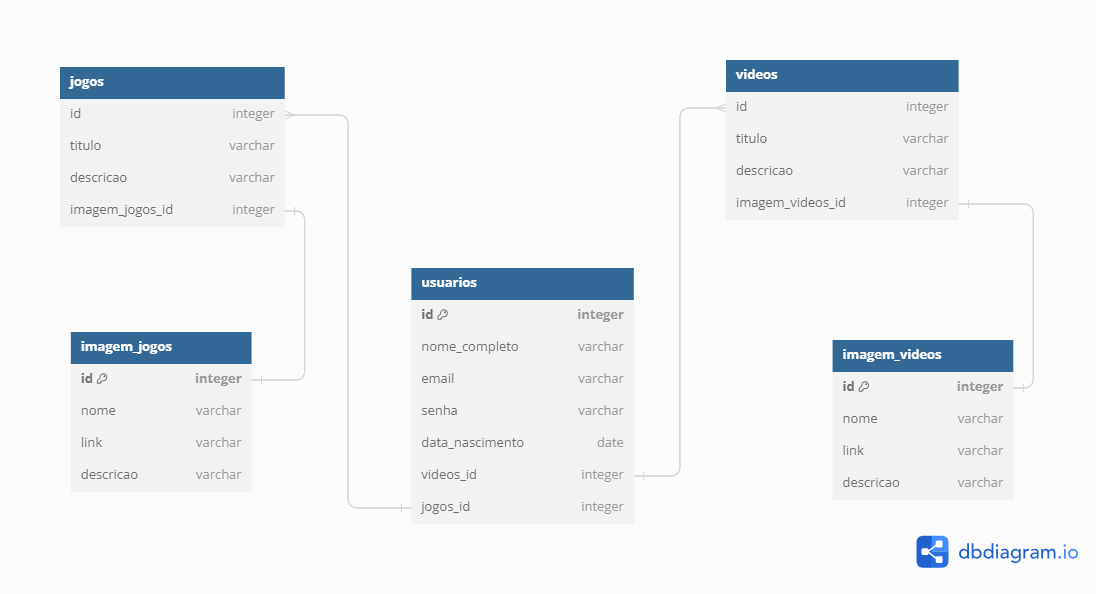 jogos
id integer
titulo varchar
descricao varchar
imagem_jogos_id integer
videos
id integer
titulo varchar
descricao varchar
imagem_videos_id integer
usuarios
id integer
nome_completo varchar
email varchar
senha varchar
data_nascimento date
videos_id integer
jogos_id integer
imagem_jogos
id integer
nome varchar
link varchar
descricao varchar
imagem_videos
id integer
nome varchar
link varchar
descricao varchar
dbdiagram.io